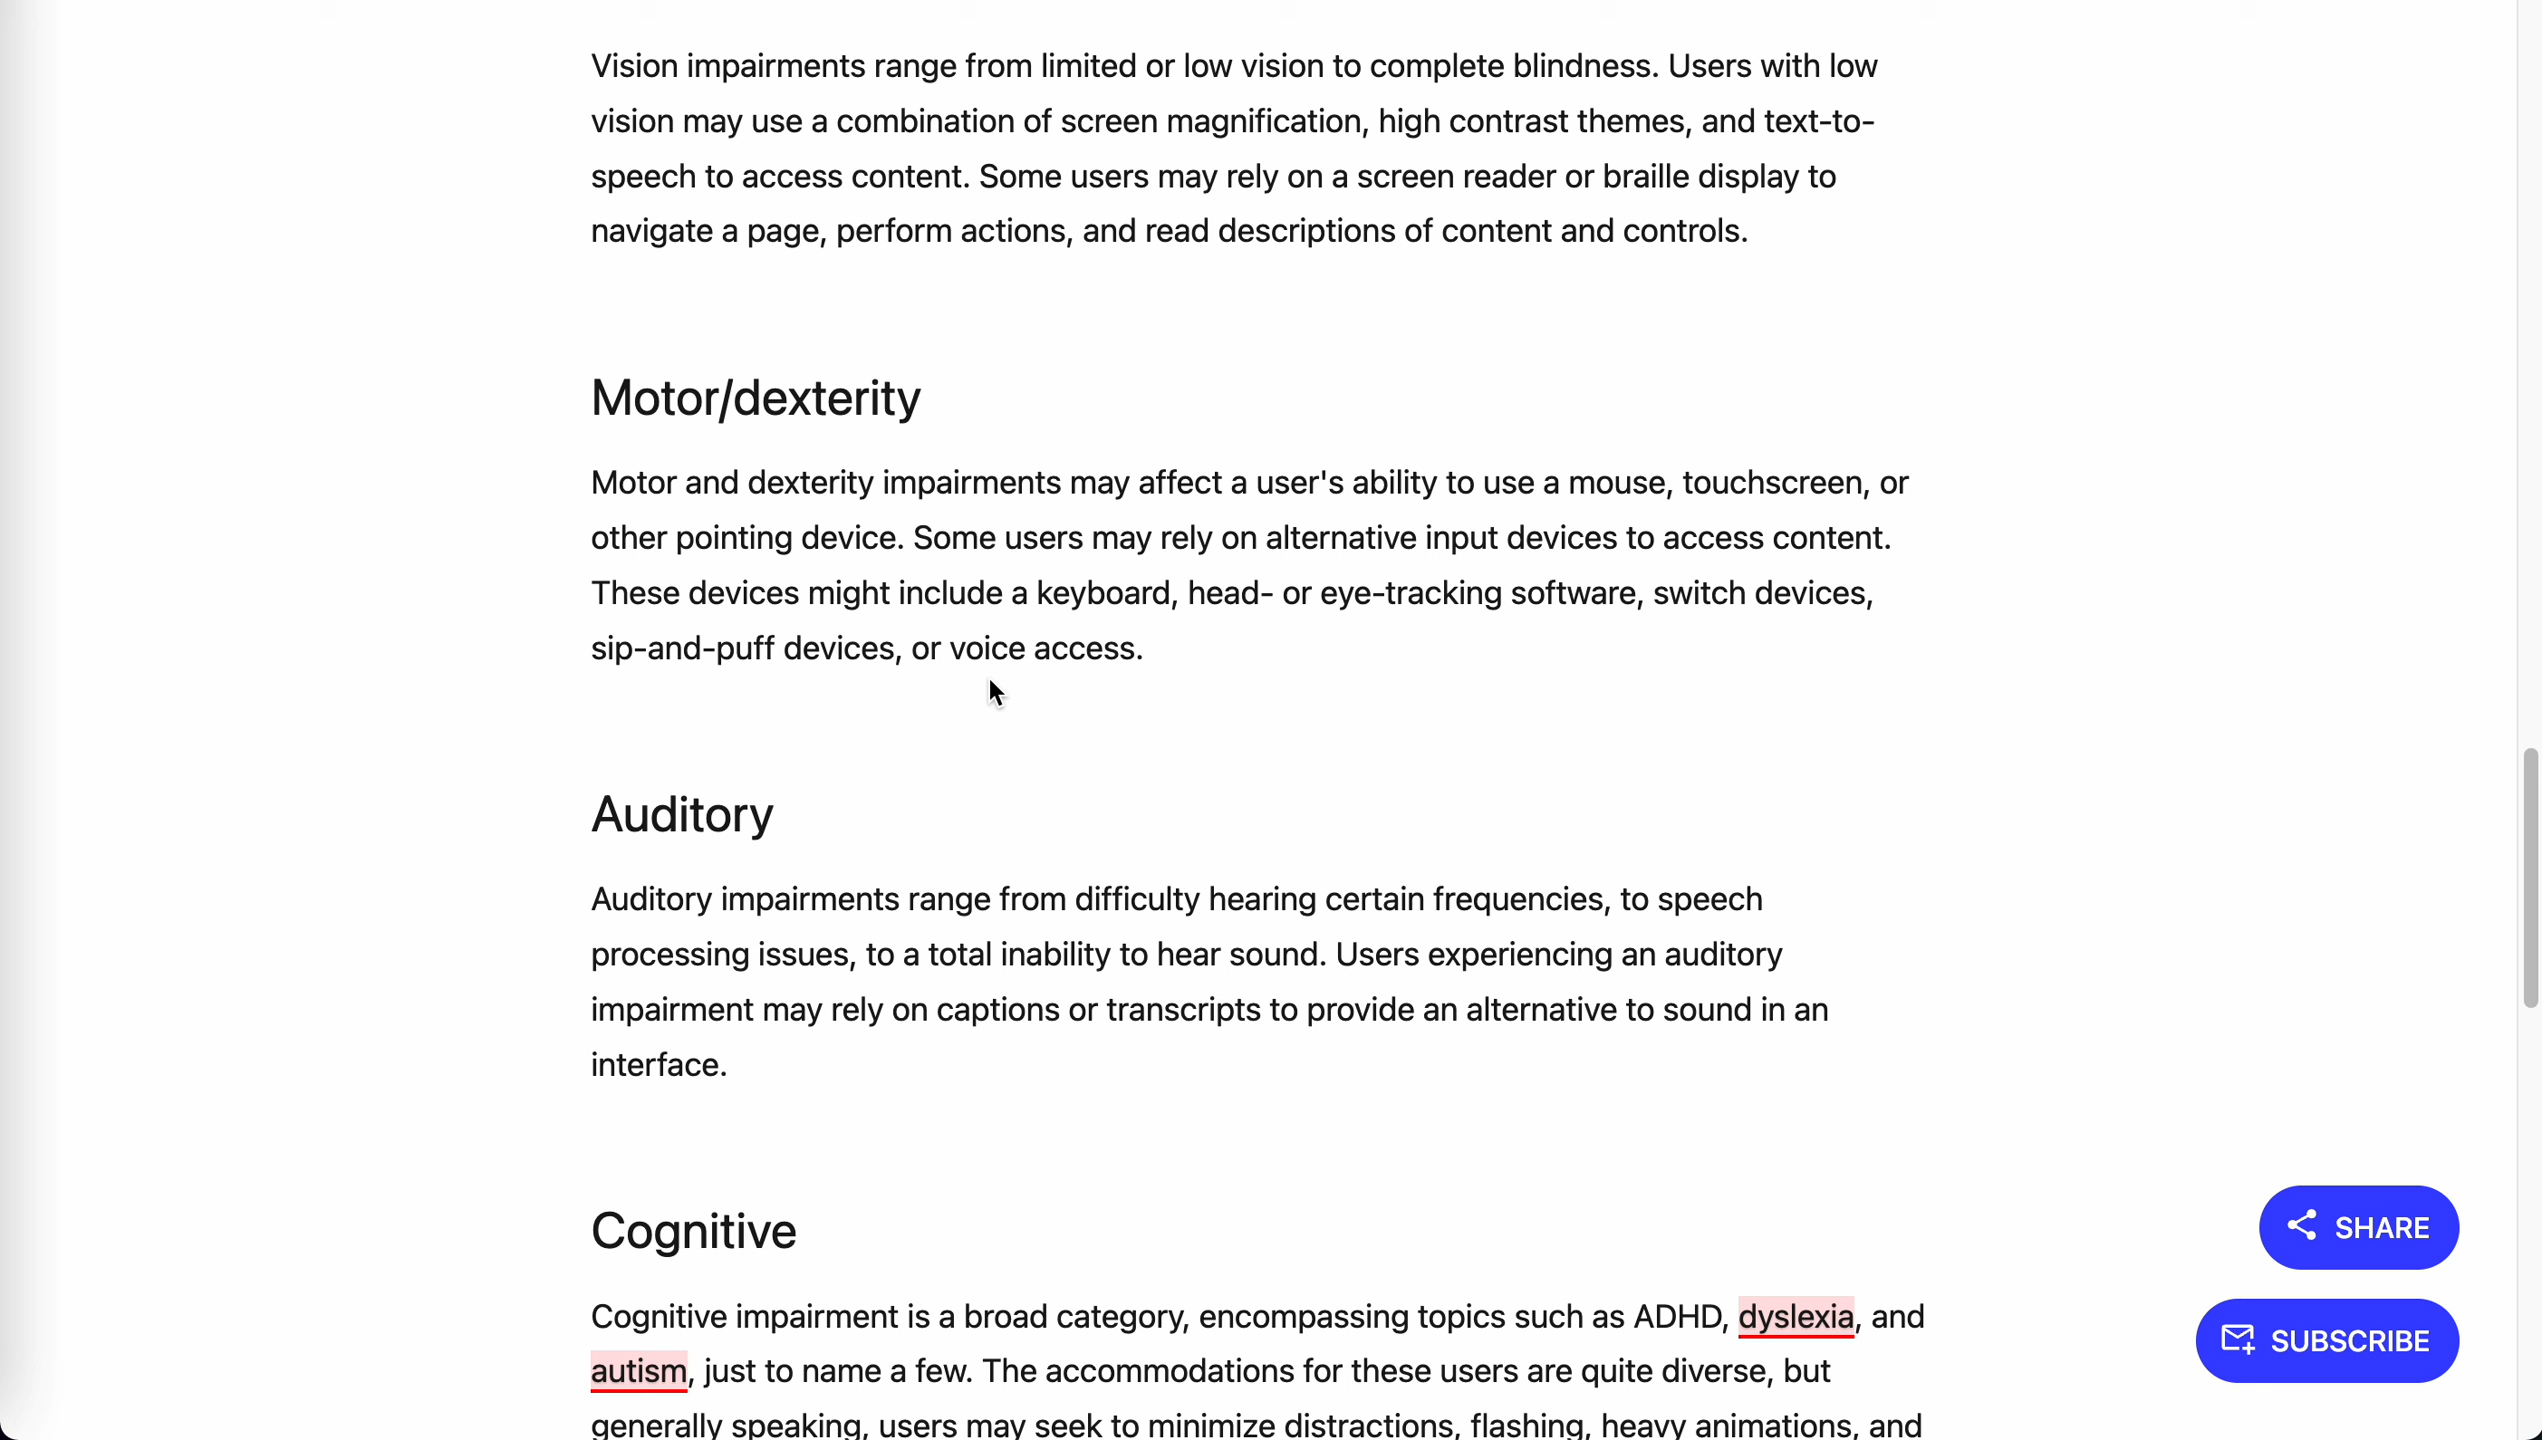 Vision impairments range from limited or low vision to complete blindness. Users with low
vision may use a combination of screen magnification, high contrast themes, and text-to-
speech to access content. Some users may rely on a screen reader or braille display to
navigate a page, perform actions, and read descriptions of content and controls.
Motor/dexterity
Motor and dexterity impairments may affect a user's ability to use a mouse, touchscreen, or
other pointing device. Some users may rely on alternative input devices to access content.
These devices might include a keyboard, head- or eye-tracking software, switch devices,
sip-and-puff devices, or voice access.
Auditory
Auditory impairments range from difficulty hearing certain frequencies, to speech
processing issues, to a total inability to hear sound. Users experiencing an auditory
impairment may rely on captions or transcripts to provide an alternative to sound in an
interface.
Cognitive
Cognitive impairment is a broad category, encompassing topics such as ADHD, dyslexia, and
autism, just to name a few. The accommodations for these users are quite diverse, but
generally speaking, users may seek to minimize distractions, flashing, heavy animations, and
SHARE
SUBSCRIBE